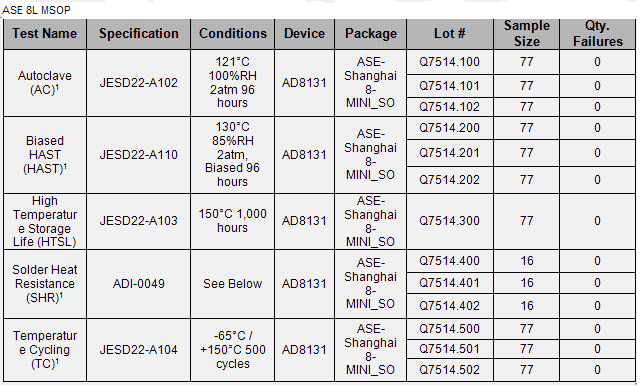 ASE 8L MSOP
Test Name Specification Conditions Device Package Lot # Sample Size Qty. Failures
Autoclave (AC)¹ JESD22-A102 121°C 100%RH 2atm 96 hours AD8131 ASE-Shanghai 8-MINI_SO Q7514.100 77 0
Q7514.101 77 0
Q7514.102 77 0
Biased HAST (HAST)¹ JESD22-A110 130°C 85%RH 2atm, Biased 96 hours AD8131 ASE-Shanghai 8-MINI_SO Q7514.200 77 0
Q7514.201 77 0
Q7514.202 77 0
High Temperature Storage Life (HTSL) JESD22-A103 150°C 1,000 hours AD8131 ASE-Shanghai 8-MINI_SO Q7514.300 77 0
Solder Heat Resistance (SHR)¹ ADI-0049 See Below AD8131 ASE-Shanghai 8-MINI_SO Q7514.400 16 0
Q7514.401 16 0
Q7514.402 16 0
Temperature Cycling (TC)¹ JESD22-A104 -65°C / +150°C 500 cycles AD8131 ASE-Shanghai 8-MINI_SO Q7514.500 77 0
Q7514.501 77 0
Q7514.502 77 0